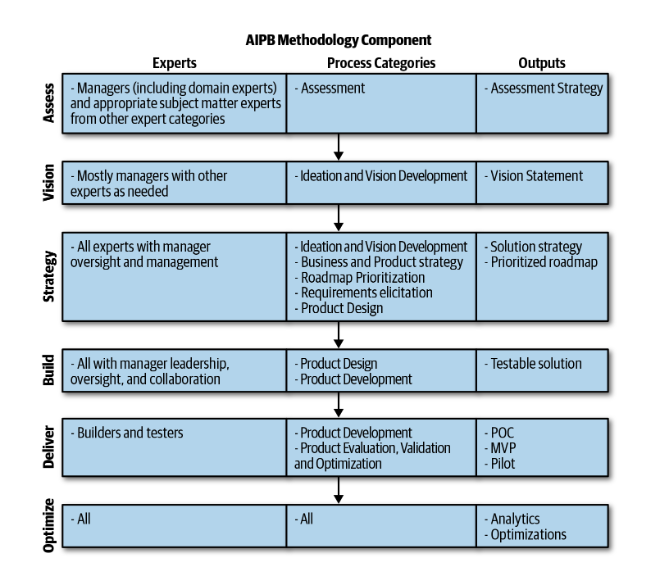 AIPB Methodology Component
Experts
Process Categories
Outputs
Assess
- Managers (including domain experts)
and appropriate subject matter experts
from other expert categories
- Assessment
- Assessment Strategy
Vision
- Mostly managers with other
experts as needed
- Ideation and Vision Development
- Vision Statement
Strategy
- All experts with manager
oversight and management
- Ideation and Vision Development
- Business and Product strategy
- Roadmap Prioritization
- Requirements elicitation
- Product Design
- Solution strategy
- Prioritized roadmap
Build
- All with manager leadership,
oversight, and collaboration
- Product Design
- Product Development
- Testable solution
Deliver
- Builders and testers
- Product Development
- Product Evaluation, Validation
and Optimization
- POC
- MVP
- Pilot
Optimize
- All
- All
- Analytics
- Optimizations